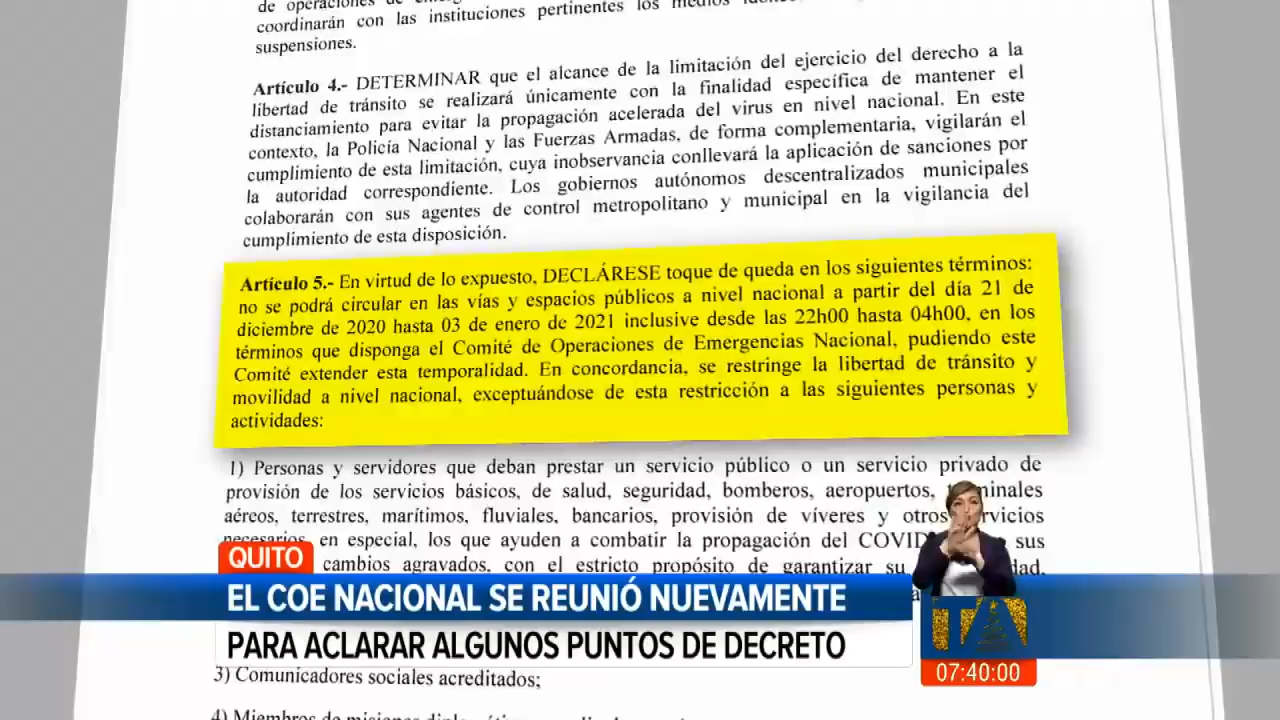 de operaciones de
coordinarán con las instituciones pertinentes los medios
suspensiones.
Artículo 4.- DETERMINAR que el alcance de la limitación del ejercicio del derecho a la
libertad de tránsito se realizará únicamente con la finalidad específica de mantener el
distanciamiento para evitar la propagación acelerada del virus en nivel nacional. En este
contexto, la Policía Nacional y las Fuerzas Armadas, de forma complementaria, vigilarán el
cumplimiento de esta limitación, cuya inobservancia conllevará la aplicación de sanciones por
la autoridad correspondiente. Los gobiernos autónomos descentralizados municipales
colaborarán con sus agentes de control metropolitano y municipal en la vigilancia del
cumplimiento de esta disposición.
Artículo 5.- En virtud de lo expuesto, DECLÁRESE toque de queda en los siguientes términos:
no se podrá circular en las vías y espacios públicos a nivel nacional a partir del día 21 de
diciembre de 2020 hasta 03 de enero de 2021 inclusive desde las 22h00 hasta 04h00, en los
términos que disponga el Comité de Operaciones de Emergencias Nacional, pudiendo este
Comité extender esta temporalidad. En concordancia, se restringe la libertad de tránsito y
movilidad a nivel nacional, exceptuándose de esta restricción a las siguientes personas y
actividades:
1) Personas y servidores que deban prestar un servicio público o un servicio privado de
provisión de los servicios básicos, de salud, seguridad, bomberos, aeropuertos,
aéreos, terrestres, marítimos, fluviales, bancarios, provisión de víveres y otros
necesarios, en especial, los que ayuden a combatir la propagación del sus
cambios agravados, con el estricto propósito de garantizar su
QUITO
EL COE NACIONAL SE REUNIÓ NUEVAMENTE
PARA ACLARAR ALGUNOS PUNTOS DE DECRETO
TA
07:40:00
3) Comunicadores sociales acreditados;
4) Miembros de misiones